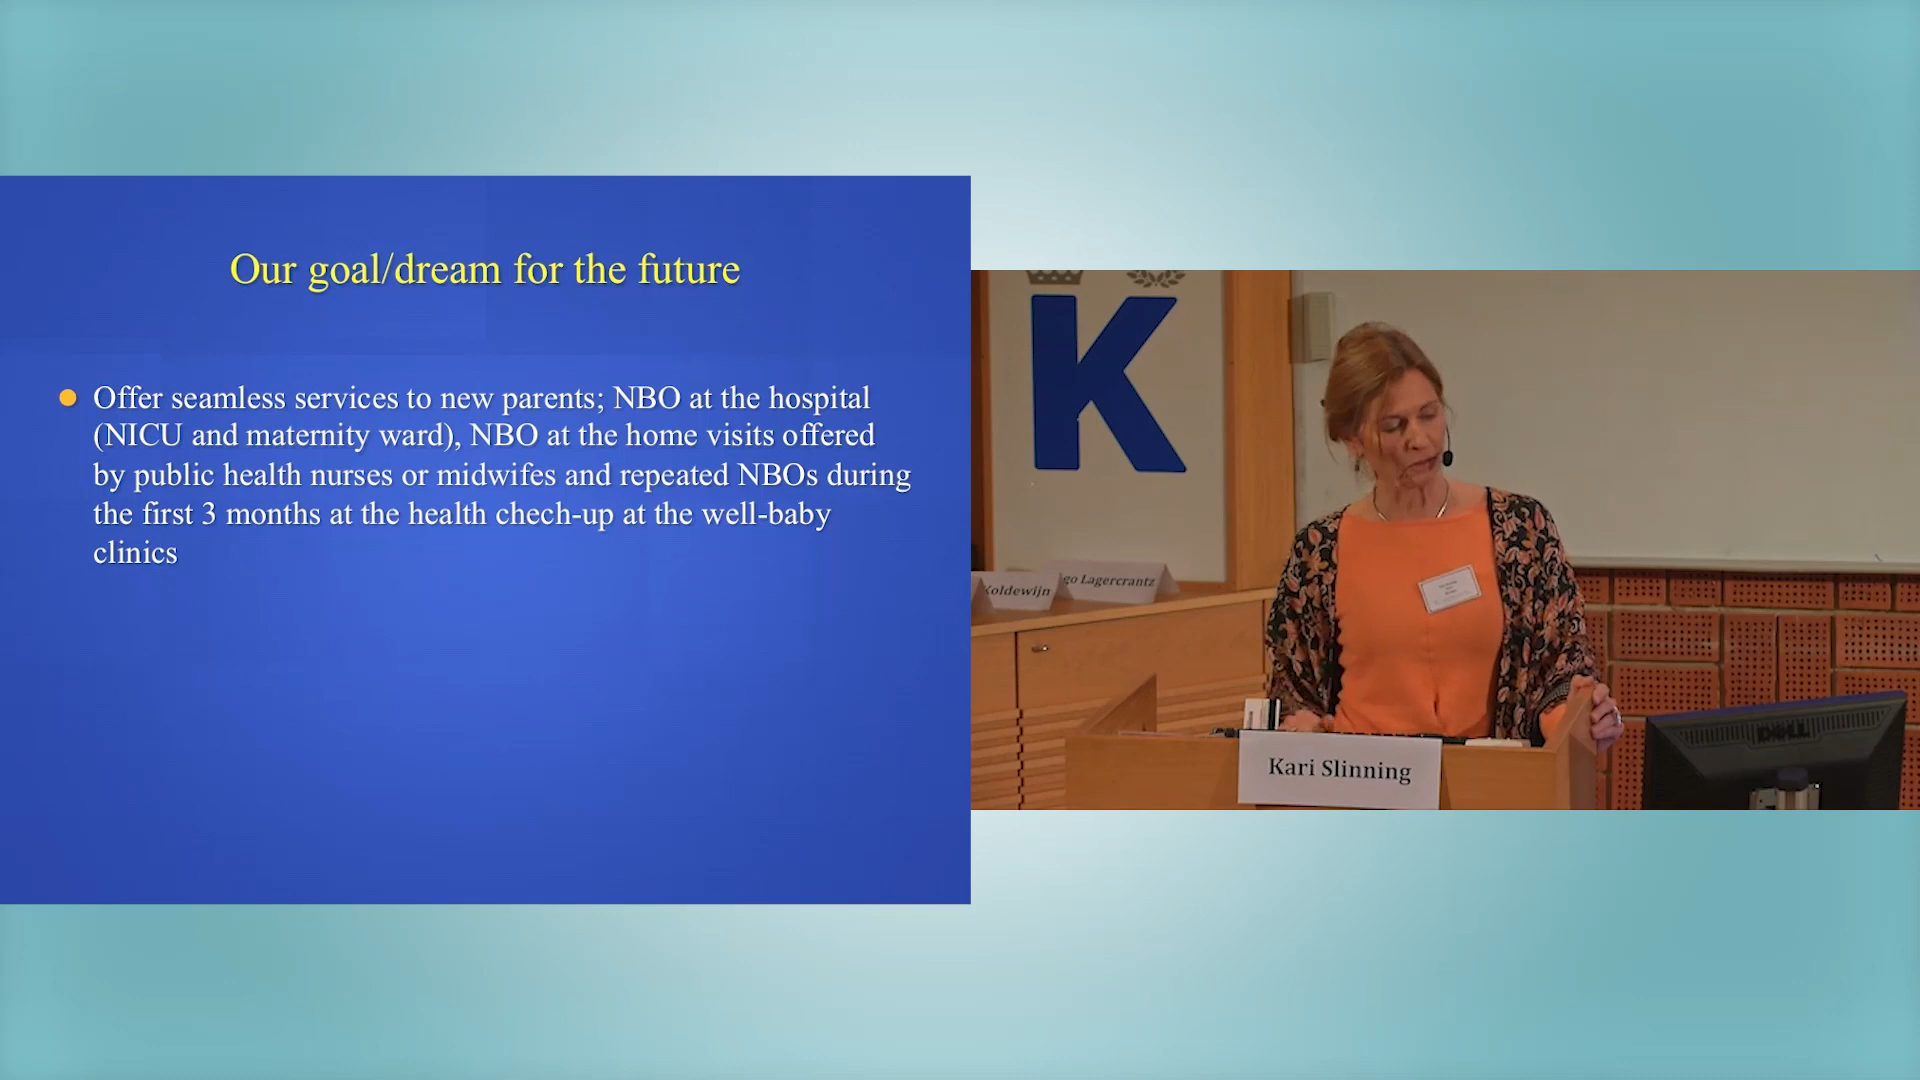 Our goal/dream for the future
Offer seamless services to new parents; NBO at the hospital
(NICU and maternity ward), NBO at the home visits offered
by public health nurses or midwifes and repeated NBOs during
the first 3 months at the health chech-up at the well-baby
clinics
K
Koldewijn
go Lagercrantz
Kari Slinning
DELL